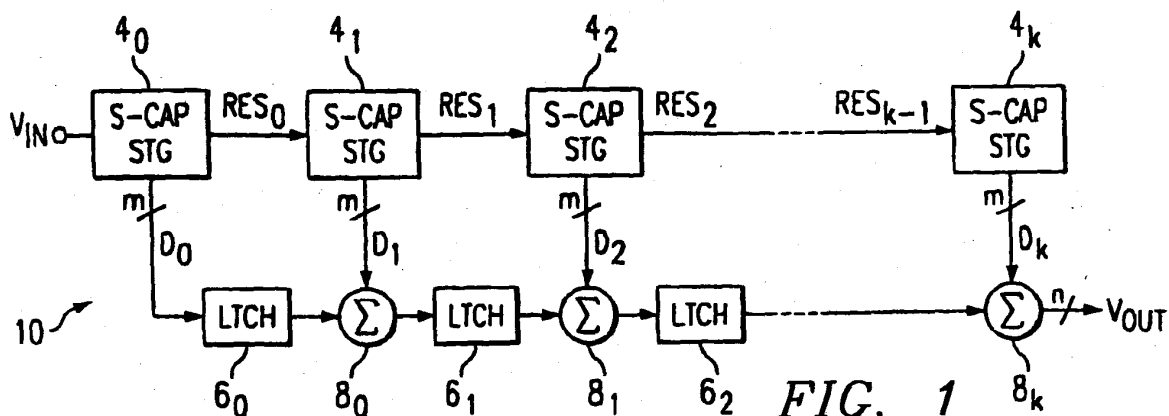 4₀ 4₁ 4₂ 4ₖ
V_IN S-CAP STG RES₀ S-CAP STG RES₁ S-CAP STG RES₂ RESₖ₋₁ S-CAP STG
m m m m
D₀ D₁ D₂ Dₖ
10 LTCH Σ LTCH Σ LTCH Σ n V_OUT
6₀ 8₀ 6₁ 8₁ 6₂ 8ₖ
FIG. 1